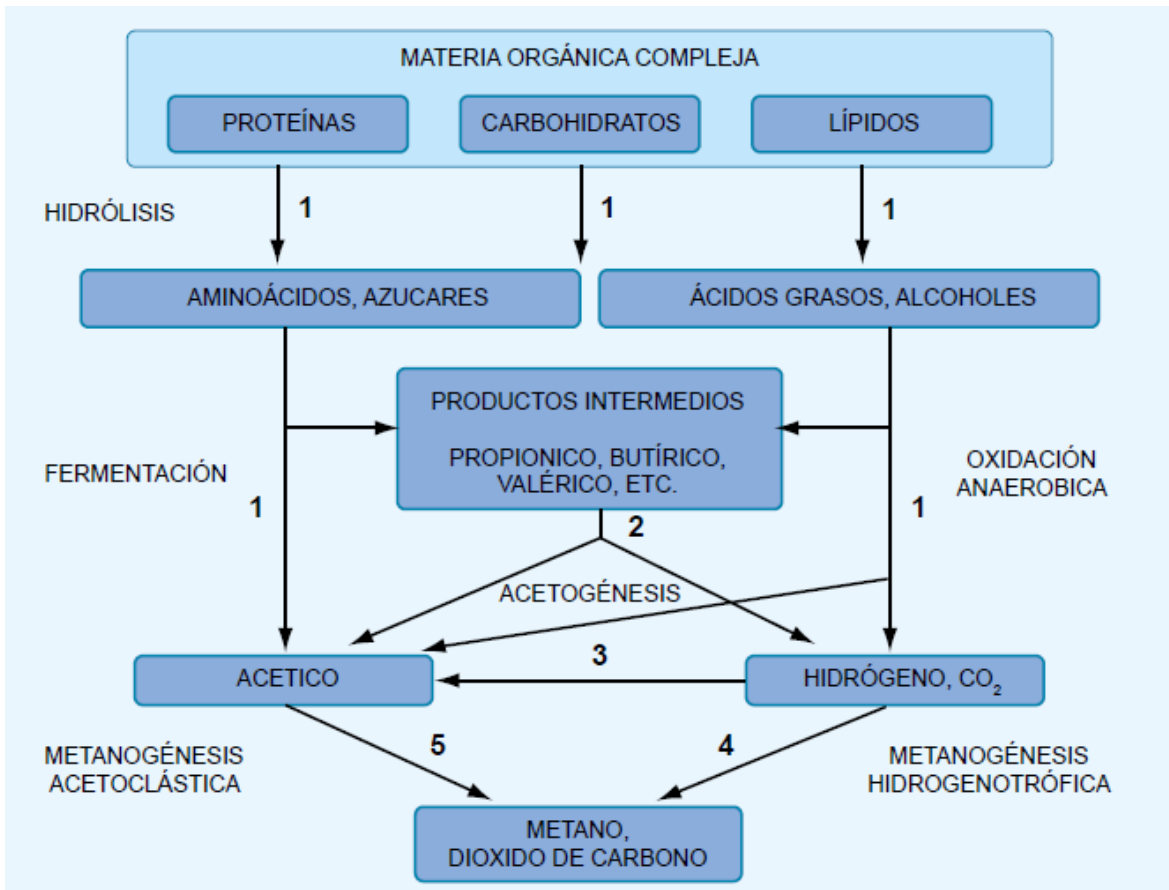 MATERIA ORGÁNICA COMPLEJA
PROTEÍNAS
CARBOHIDRATOS
LÍPIDOS
HIDRÓLISIS
1
1
1
AMINOÁCIDOS, AZUCARES
ÁCIDOS GRASOS, ALCOHOLES
PRODUCTOS INTERMEDIOS
PROPIONICO, BUTÍRICO,
VALÉRICO, ETC.
FERMENTACIÓN
1
OXIDACIÓN
ANAEROBICA
1
2
ACETOGÉNESIS
3
ACETICO
HIDRÓGENO, CO₂
METANOGÉNESIS
ACETOCLÁSTICA
5
4
METANOGÉNESIS
HIDROGENOTRÓFICA
METANO,
DIOXIDO DE CARBONO